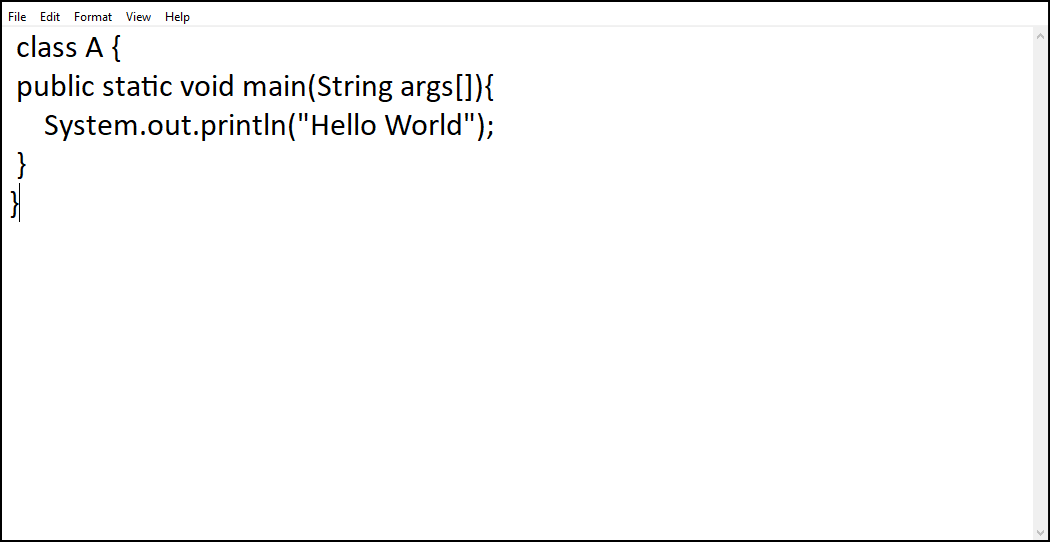 File Edit Format View Help
class A {
public static void main(String args[]){
System.out.println("Hello World");
}
}